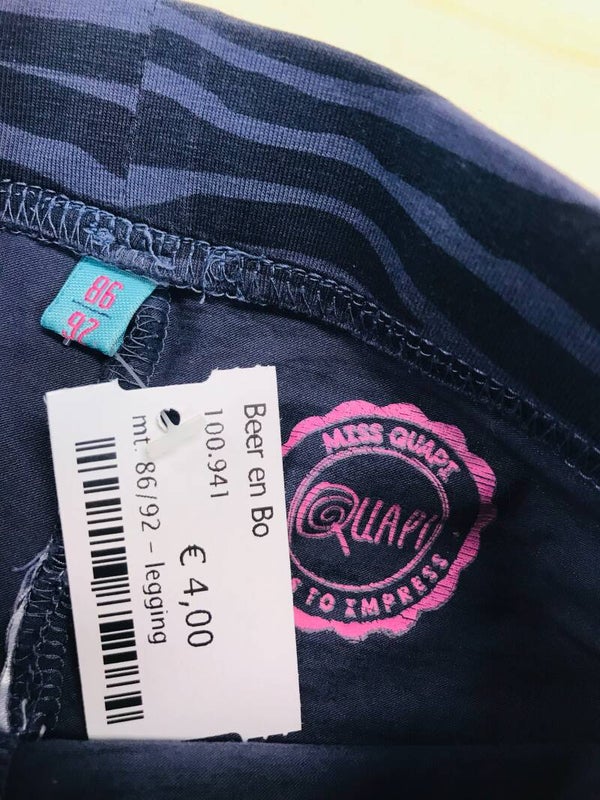 86
92
Beer en Bo
100.941
€ 4,00
mt. 86/92 - legging
MISS QUAPI
QUAPI
TO IMPRESS